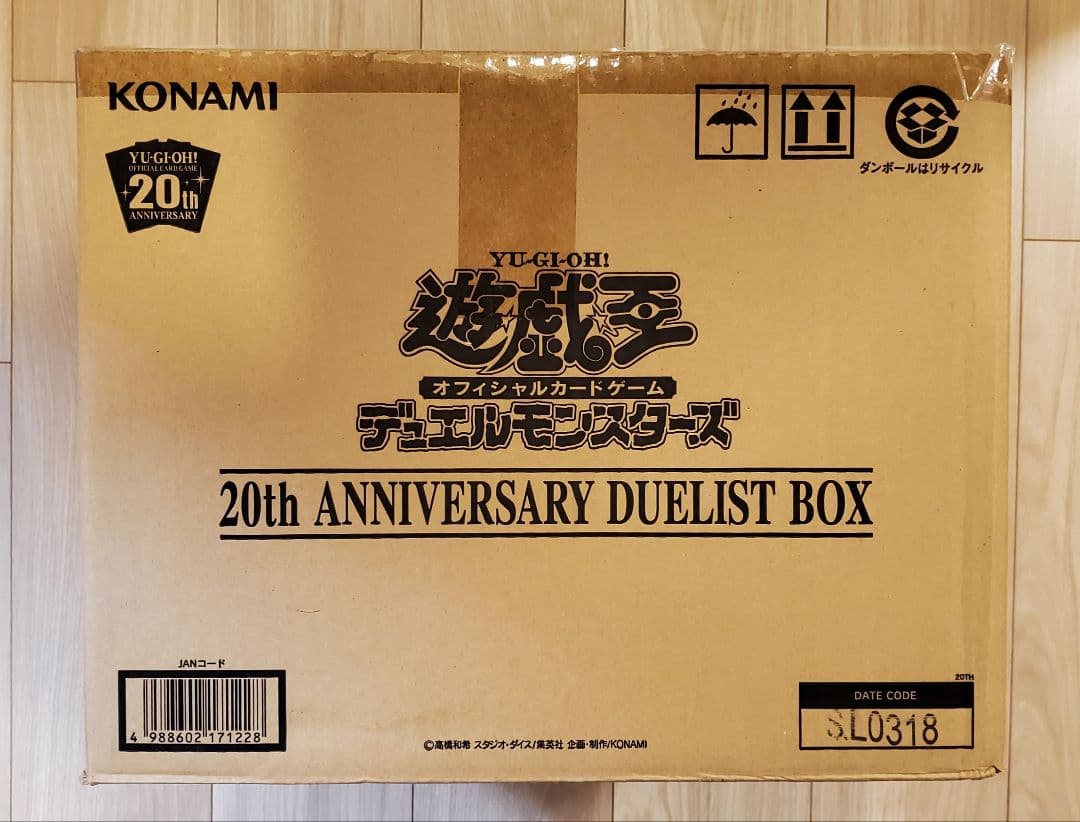 KONAMI
YU-GI-OH!
OFFICIAL CARD GAME
20th
ANNIVERSARY
ダンボールはリサイクル
YU-GI-OH!
遊戯王
オフィシャルカードゲーム
デュエルモンスターズ
20th ANNIVERSARY DUELIST BOX
JANコード
4 988602 171228
20TH
DATE CODE
S.L0318
©高橋和希 スタジオ・ダイス/集英社 企画・制作/KONAMI